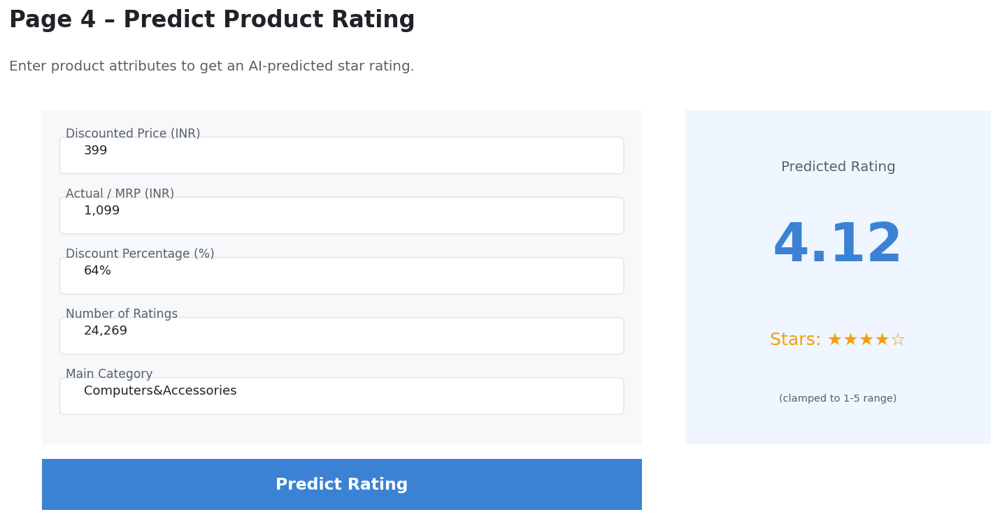 Page 4 – Predict Product Rating
Enter product attributes to get an AI-predicted star rating.
Discounted Price (INR)
399
Actual / MRP (INR)
1,099
Discount Percentage (%)
64%
Number of Ratings
24,269
Main Category
Computers&Accessories
Predict Rating
Predicted Rating
4.12
Stars: ★★★★☆
(clamped to 1-5 range)